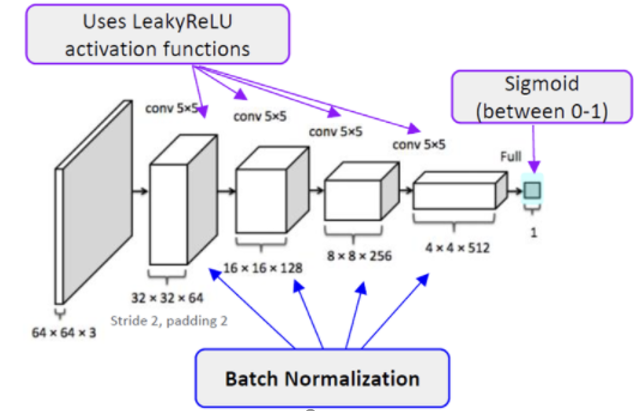 Uses LeakyReLU
activation functions
Sigmoid
(between 0-1)
conv 5×5
conv 5×5
conv 5×5
conv 5×5
Full
1
4 × 4 × 512
8 × 8 × 256
16 × 16 × 128
32 × 32 × 64
Stride 2, padding 2
64 × 64 × 3
Batch Normalization